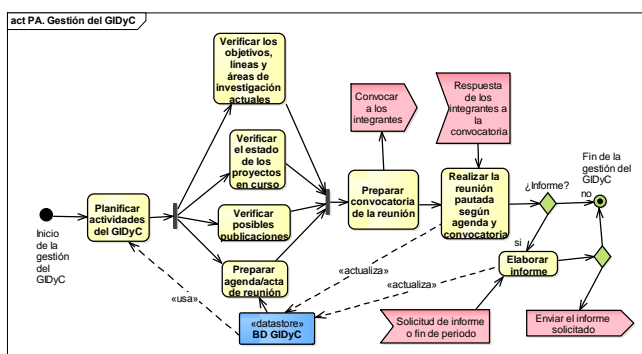 act PA. Gestión del GIDyC
Verificar los
objetivos,
líneas y
áreas de
investigación
actuales
Convocar
a los
integrantes
Respuesta
de los
integrantes a
la
convocatoria
Verificar
el estado de
los
proyectos
en curso
Fin de la
gestión del
GIDyC
Planificar
actividades
del GIDyC
Preparar
convocatoria
de la reunión
Realizar la
reunión
pautada
según
agenda y
convocatoria
¿Informe?
no
Verificar
posibles
publicaciones
Inicio
de la
gestión
del
GIDyC
si
Preparar
agenda/acta
de reunión
«actualiza»
Elaborar
informe
«usa»
«actualiza»
«datastore»
BD GIDyC
Solicitud de informe
o fin de periodo
Enviar el informe
solicitado